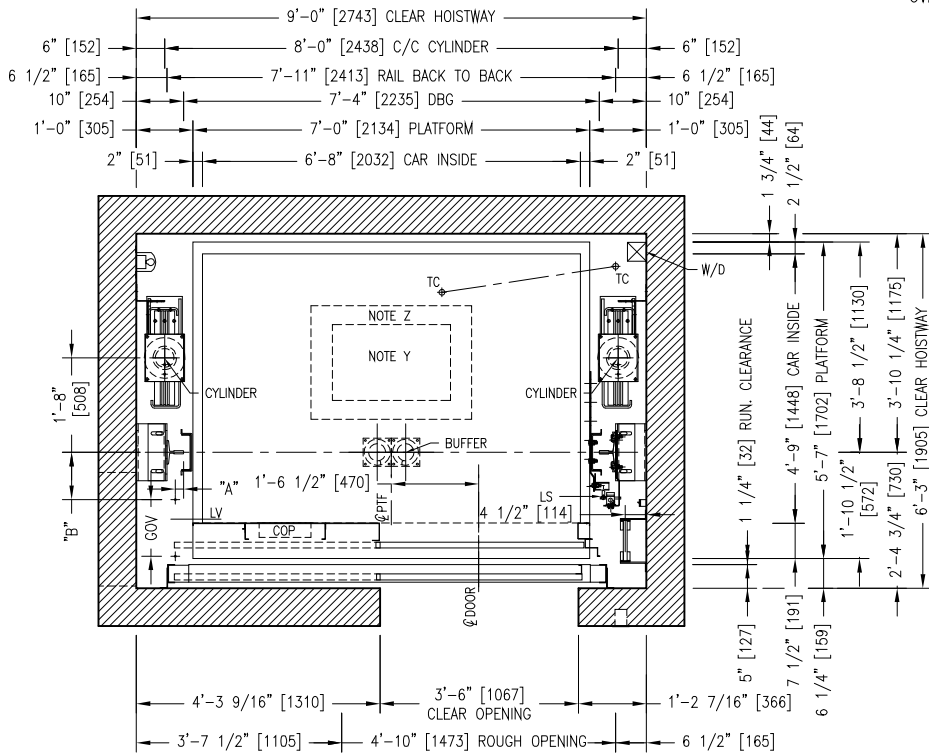 9'-0" [2743] CLEAR HOISTWAY
6" [152] 8'-0" [2438] C/C CYLINDER 6" [152]
6 1/2" [165] 7'-11" [2413] RAIL BACK TO BACK 6 1/2" [165]
10" [254] 7'-4" [2235] DBG 10" [254]
1'-0" [305] 7'-0" [2134] PLATFORM 1'-0" [305]
2" [51] 6'-8" [2032] CAR INSIDE 2" [51]
1 3/4" [44]
2 1/2" [64]
W/D
TC
TC
NOTE Z
NOTE Y
CYLINDER
CYLINDER
1'-8"
[508]
BUFFER
"A"
1'-6 1/2" [470]
"B"
GOV
LV
COP
℄PTF
LS
4 1/2" [114]
℄DOOR
1 1/4" [32] RUN. CLEARANCE
4'-9" [1448] CAR INSIDE
5'-7" [1702] PLATFORM
3'-8 1/2" [1130]
1'-10 1/2"
[572]
3'-10 1/4" [1175]
2'-4 3/4" [730]
6'-3" [1905] CLEAR HOISTWAY
5" [127]
7 1/2" [191]
6 1/4" [159]
4'-3 9/16" [1310] 3'-6" [1067] 1'-2 7/16" [366]
CLEAR OPENING
3'-7 1/2" [1105] 4'-10" [1473] ROUGH OPENING 6 1/2" [165]